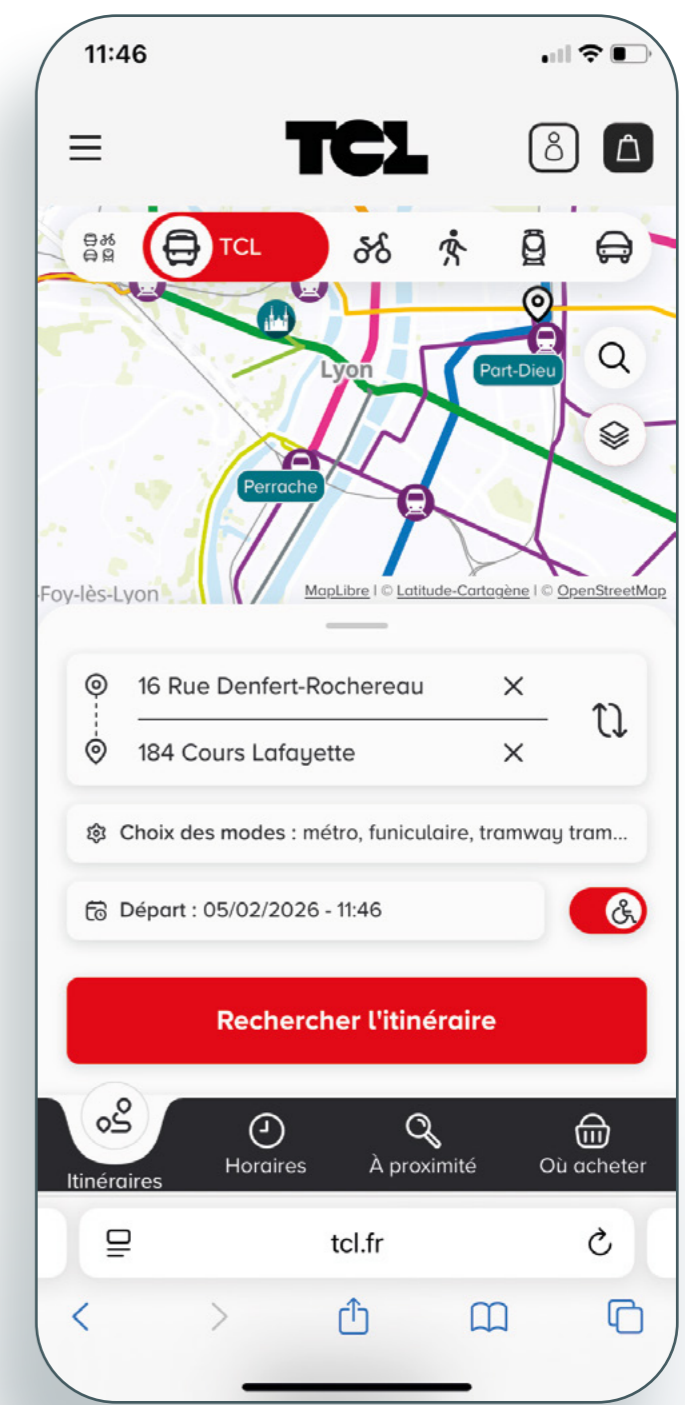 11:46
TCL
TCL
Lyon
Part-Dieu
Perrache
-Foy-lès-Lyon
MapLibre | © Latitude-Cartagène | © OpenStreetMap
16 Rue Denfert-Rochereau
184 Cours Lafayette
Choix des modes : métro, funiculaire, tramway tram...
Départ : 05/02/2026 - 11:46
Rechercher l'itinéraire
Itinéraires
Horaires
À proximité
Où acheter
tcl.fr